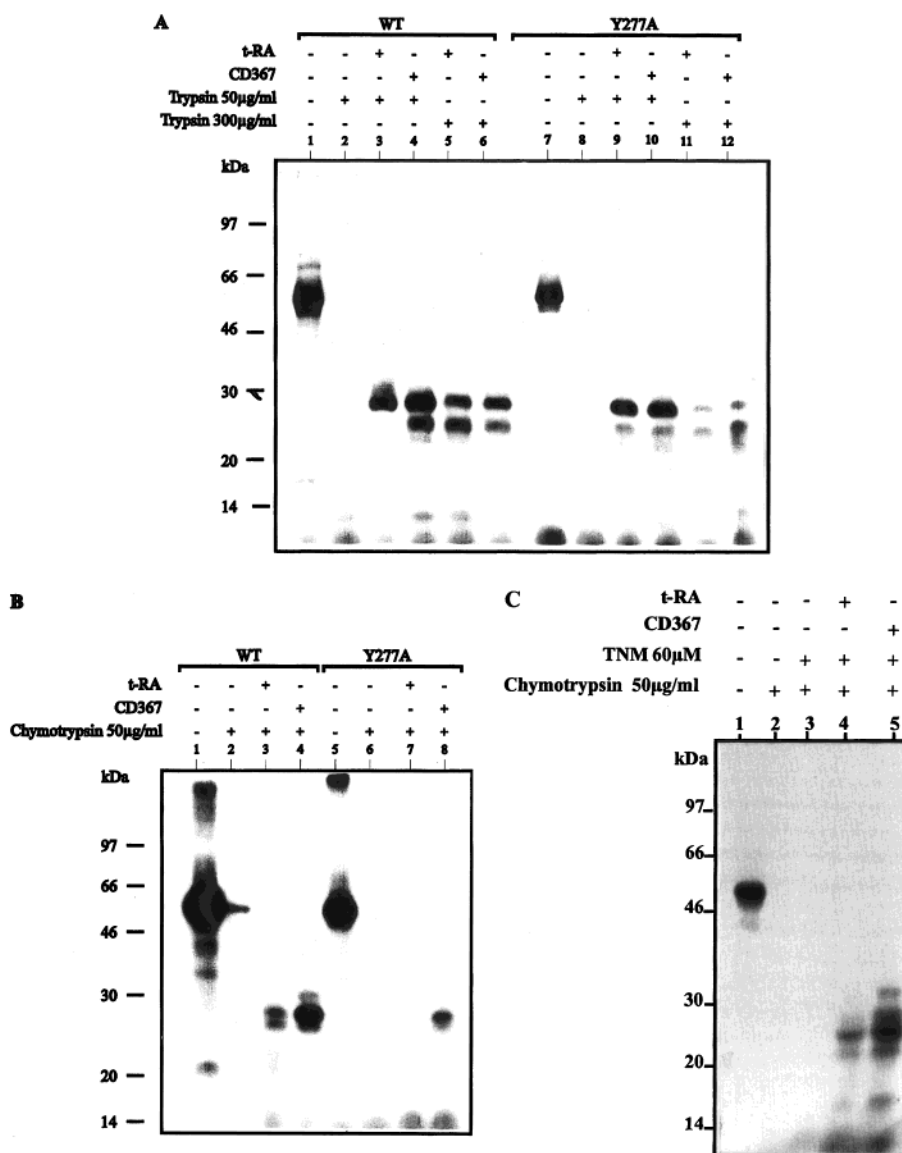 A
WT Y277A
t-RA - - + - + - - - + - + -
CD367 - - - + - + - - - + - +
Trypsin 50µg/ml - + + + - - - + + + - -
Trypsin 300µg/ml - - - - + + - - - - + +
1 2 3 4 5 6 7 8 9 10 11 12
kDa
97
66
46
30
20
14
B
WT Y277A
t-RA - - + - - - + -
CD367 - - - + - - - +
Chymotrypsin 50µg/ml - + + + - + + +
1 2 3 4 5 6 7 8
kDa
97
66
46
30
20
14
C
t-RA - - - + -
CD367 - - - - +
TNM 60µM - - + + +
Chymotrypsin 50µg/ml - + + + +
1 2 3 4 5
kDa
97
66
46
30
20
14